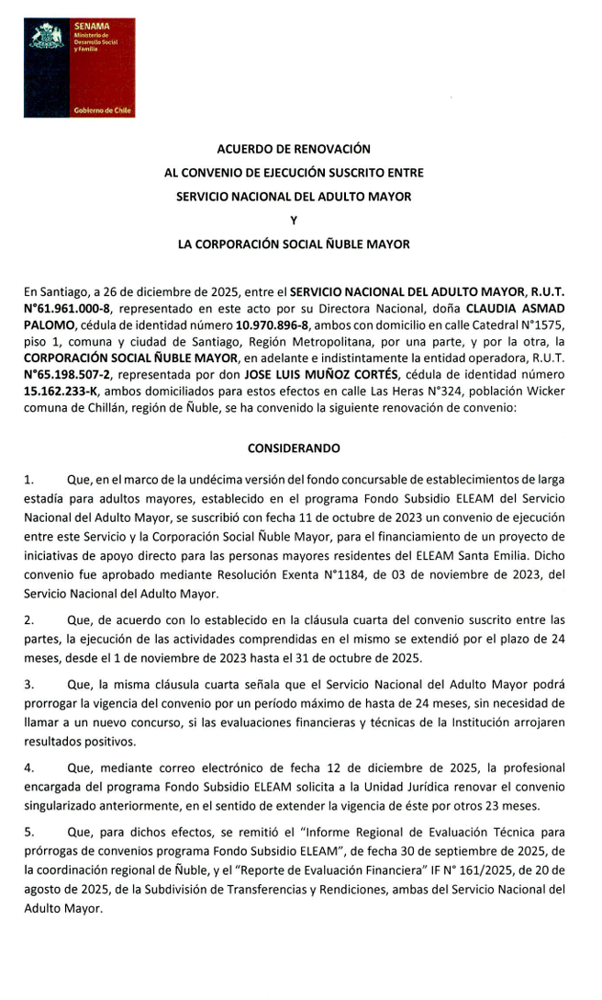 SENAMA
Ministerio de
Desarrollo Social
y Familia
Gobierno de Chile
ACUERDO DE RENOVACIÓN
AL CONVENIO DE EJECUCIÓN SUSCRITO ENTRE
SERVICIO NACIONAL DEL ADULTO MAYOR
Y
LA CORPORACIÓN SOCIAL ÑUBLE MAYOR
En Santiago, a 26 de diciembre de 2025, entre el SERVICIO NACIONAL DEL ADULTO MAYOR, R.U.T.
N°61.961.000-8, representado en este acto por su Directora Nacional, doña CLAUDIA ASMAD
PALOMO, cédula de identidad número 10.970.896-8, ambos con domicilio en calle Catedral N°1575,
piso 1, comuna y ciudad de Santiago, Región Metropolitana, por una parte, y por la otra, la
CORPORACIÓN SOCIAL ÑUBLE MAYOR, en adelante e indistintamente la entidad operadora, R.U.T.
N°65.198.507-2, representada por don JOSE LUIS MUÑOZ CORTÉS, cédula de identidad número
15.162.233-K, ambos domiciliados para estos efectos en calle Las Heras N°324, población Wicker
comuna de Chillán, región de Ñuble, se ha convenido la siguiente renovación de convenio:
CONSIDERANDO
1. Que, en el marco de la undécima versión del fondo concursable de establecimientos de larga
estadía para adultos mayores, establecido en el programa Fondo Subsidio ELEAM del Servicio
Nacional del Adulto Mayor, se suscribió con fecha 11 de octubre de 2023 un convenio de ejecución
entre este Servicio y la Corporación Social Ñuble Mayor, para el financiamiento de un proyecto de
iniciativas de apoyo directo para las personas mayores residentes del ELEAM Santa Emilia. Dicho
convenio fue aprobado mediante Resolución Exenta N°1184, de 03 de noviembre de 2023, del
Servicio Nacional del Adulto Mayor.
2. Que, de acuerdo con lo establecido en la cláusula cuarta del convenio suscrito entre las
partes, la ejecución de las actividades comprendidas en el mismo se extendió por el plazo de 24
meses, desde el 1 de noviembre de 2023 hasta el 31 de octubre de 2025.
3. Que, la misma cláusula cuarta señala que el Servicio Nacional del Adulto Mayor podrá
prorrogar la vigencia del convenio por un período máximo de hasta de 24 meses, sin necesidad de
llamar a un nuevo concurso, si las evaluaciones financieras y técnicas de la Institución arrojaren
resultados positivos.
4. Que, mediante correo electrónico de fecha 12 de diciembre de 2025, la profesional
encargada del programa Fondo Subsidio ELEAM solicita a la Unidad Jurídica renovar el convenio
singularizado anteriormente, en el sentido de extender la vigencia de éste por otros 23 meses.
5. Que, para dichos efectos, se remitió el “Informe Regional de Evaluación Técnica para
prórrogas de convenios programa Fondo Subsidio ELEAM”, de fecha 30 de septiembre de 2025, de
la coordinación regional de Ñuble, y el “Reporte de Evaluación Financiera” IF N° 161/2025, de 20 de
agosto de 2025, de la Subdivisión de Transferencias y Rendiciones, ambas del Servicio Nacional del
Adulto Mayor.